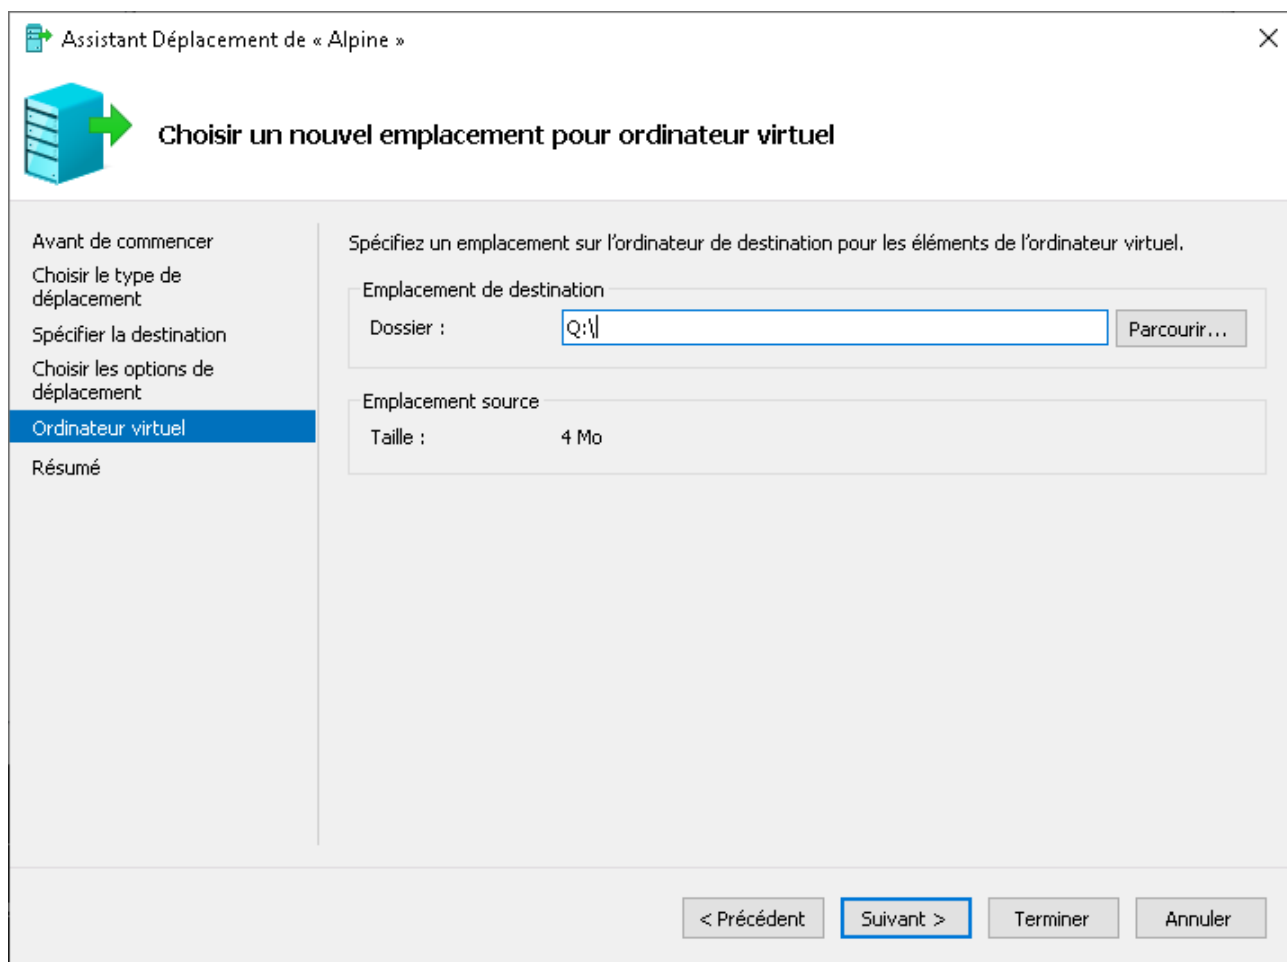 Assistant Déplacement de « Alpine »
Choisir un nouvel emplacement pour ordinateur virtuel
Avant de commencer
Choisir le type de
déplacement
Spécifier la destination
Choisir les options de
déplacement
Ordinateur virtuel
Résumé
Spécifiez un emplacement sur l'ordinateur de destination pour les éléments de l'ordinateur virtuel.
Emplacement de destination
Dossier : Q:\ Parcourir...
Emplacement source
Taille : 4 Mo
< Précédent Suivant > Terminer Annuler